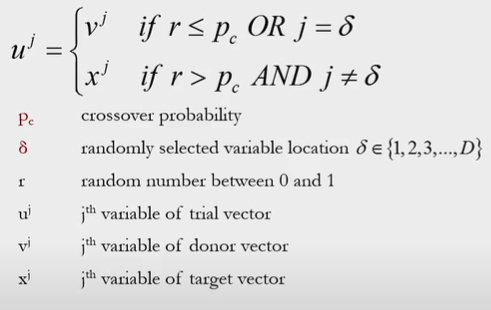 u^j = { v^j if r ≤ p_c OR j = δ
x^j if r > p_c AND j ≠ δ
p_c crossover probability
δ randomly selected variable location δ ∈ {1,2,3,...,D}
r random number between 0 and 1
u^j j^th variable of trial vector
v^j j^th variable of donor vector
x^j j^th variable of target vector